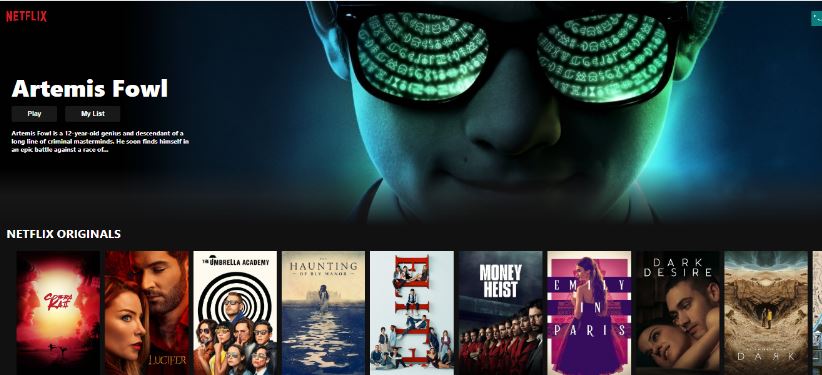 NETFLIX
Artemis Fowl
Play
My List
Artemis Fowl is a 12-year-old genius and descendant of a
long line of criminal masterminds. He soon finds himself in
an epic battle against a race of...
NETFLIX ORIGINALS
COBRA
KAI
LUCIFER
THE UMBRELLA ACADEMY
THE
HAUNTING
OF BLY MANOR
ELITE
MONEY
HEIST
EMILY
IN
PARIS
DARK
DESIRE
DARK